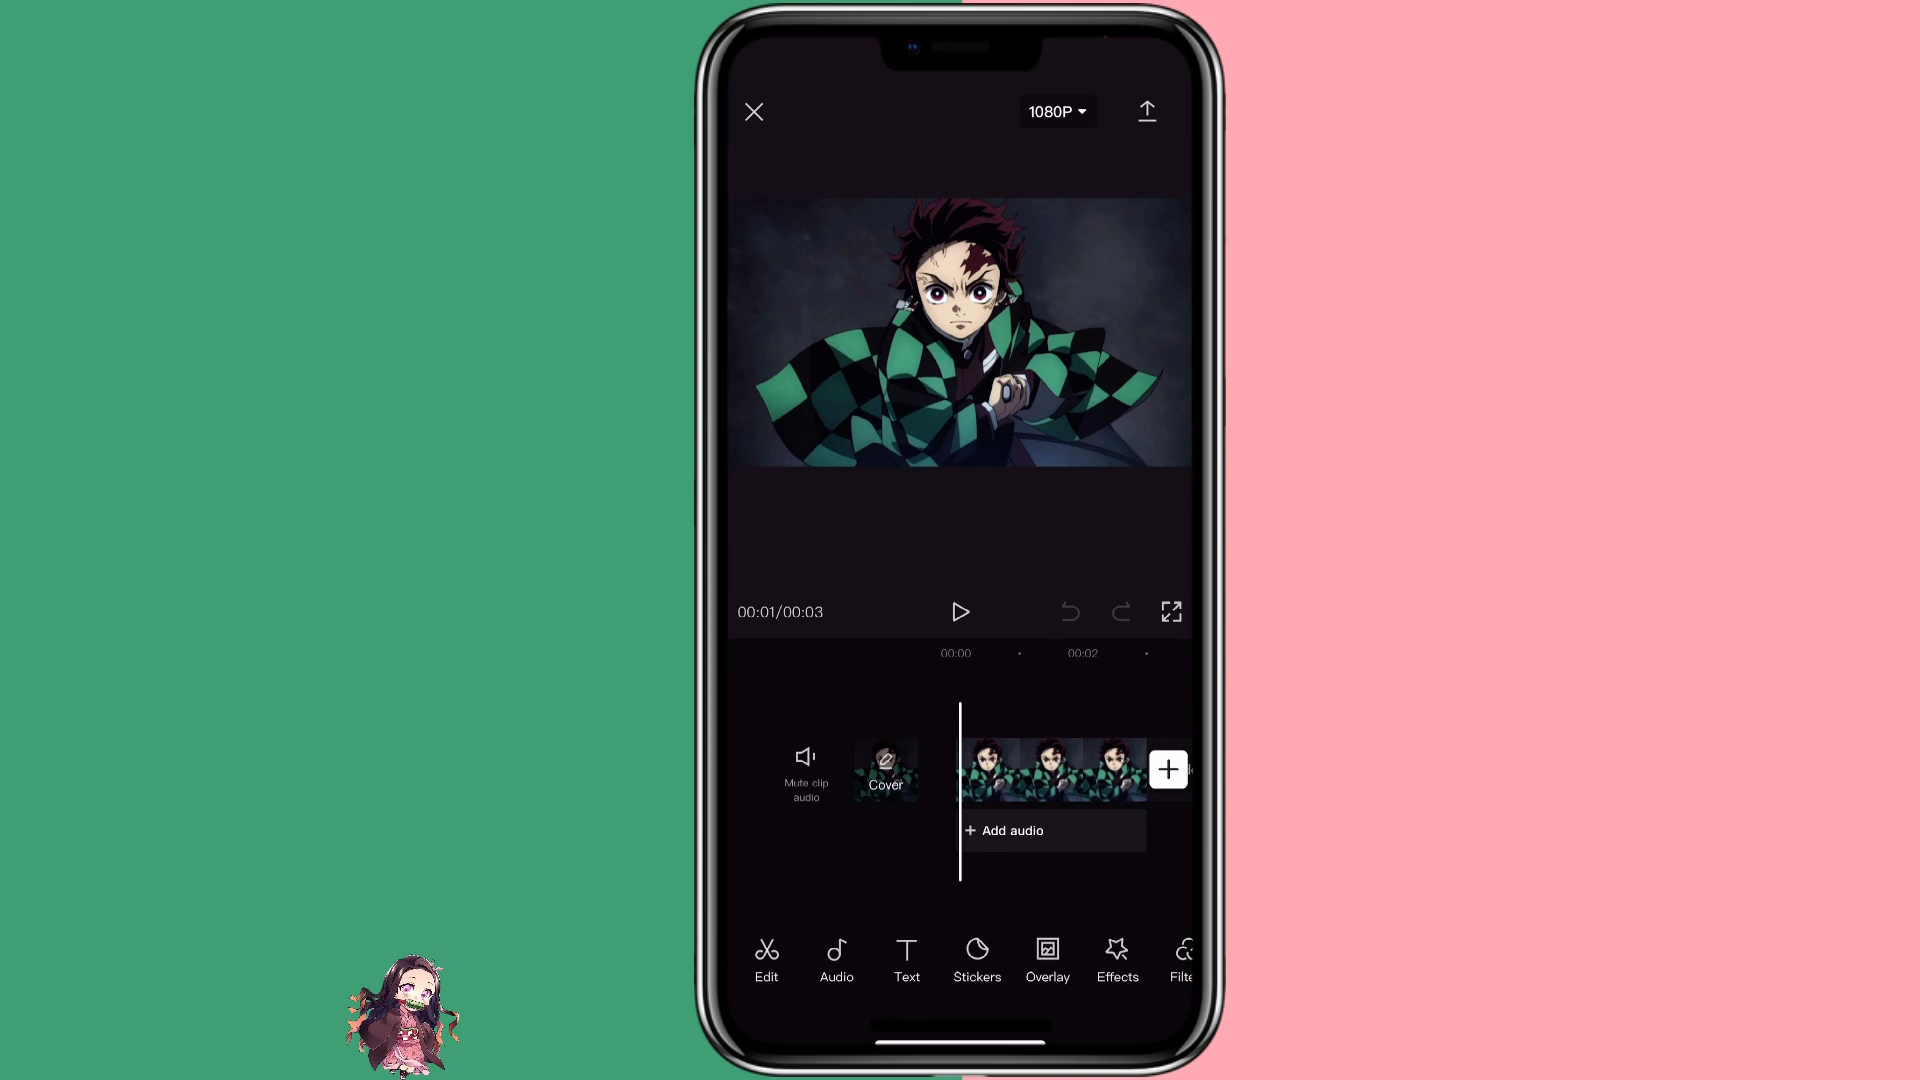 1080P
00:01/00:03
00:00
00:02
Mute clip
audio
Cover
Add audio
Edit
Audio
Text
Stickers
Overlay
Effects
Filte